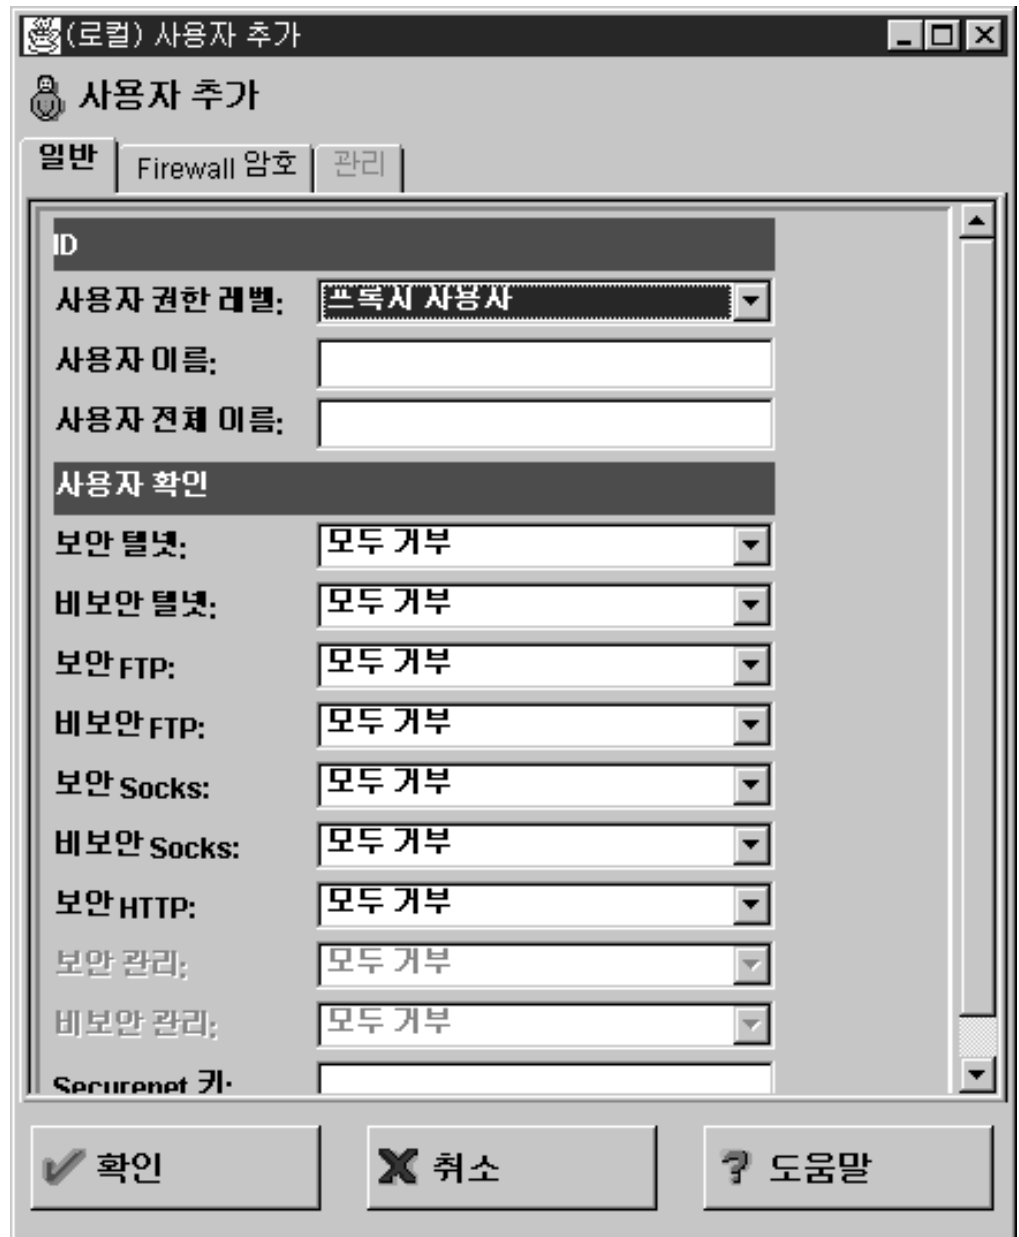 (로컬) 사용자 추가
사용자 추가
일반 Firewall 암호 관리
ID
사용자 권한 레벨: 프록시 사용자
사용자 이름:
사용자 전체 이름:
사용자 확인
보안 텔넷: 모두 거부
비보안 텔넷: 모두 거부
보안 FTP: 모두 거부
비보안 FTP: 모두 거부
보안 Socks: 모두 거부
비보안 Socks: 모두 거부
보안 HTTP: 모두 거부
보안 관리: 모두 거부
비보안 관리: 모두 거부
Securenet 키:
확인 취소 도움말